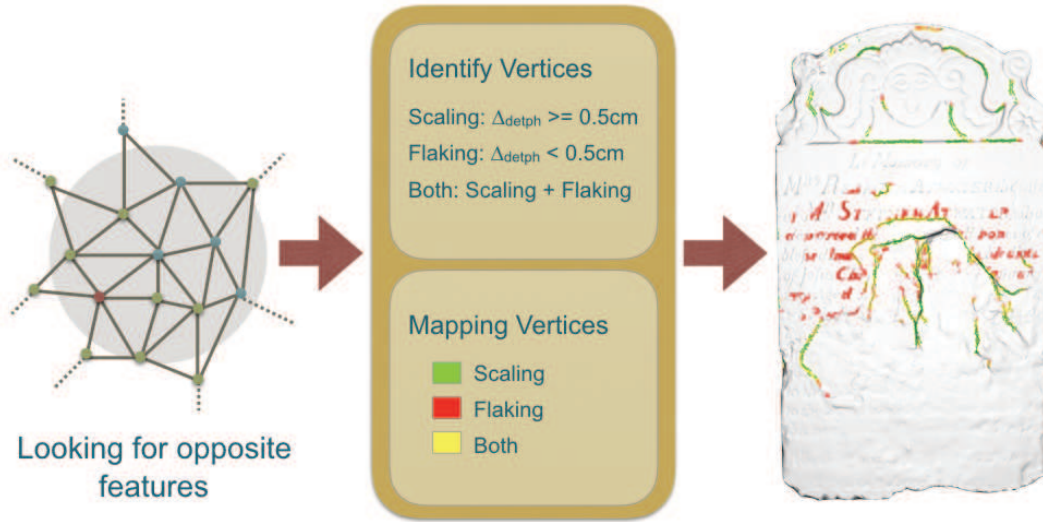 Looking for opposite
features
Identify Vertices
Scaling: Δdetph >= 0.5cm
Flaking: Δdetph < 0.5cm
Both: Scaling + Flaking
Mapping Vertices
Scaling
Flaking
Both